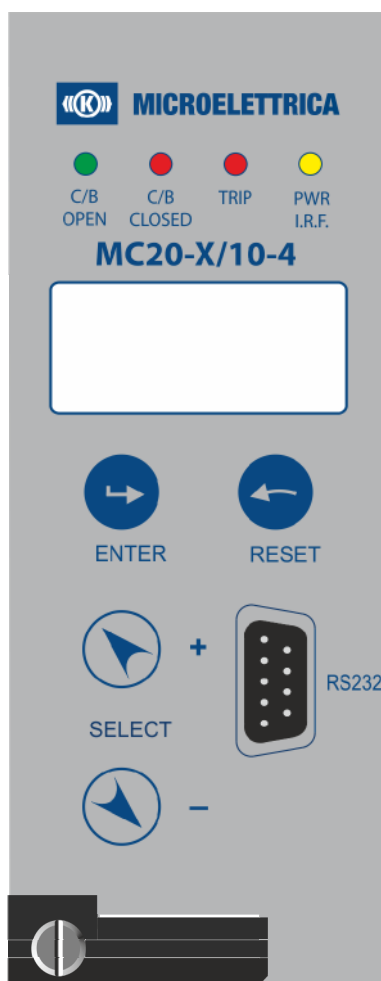 ((K)) MICROELETTRICA
C/B OPEN
C/B CLOSED
TRIP
PWR I.R.F.
MC20-X/10-4
ENTER
RESET
+
RS232
SELECT
–